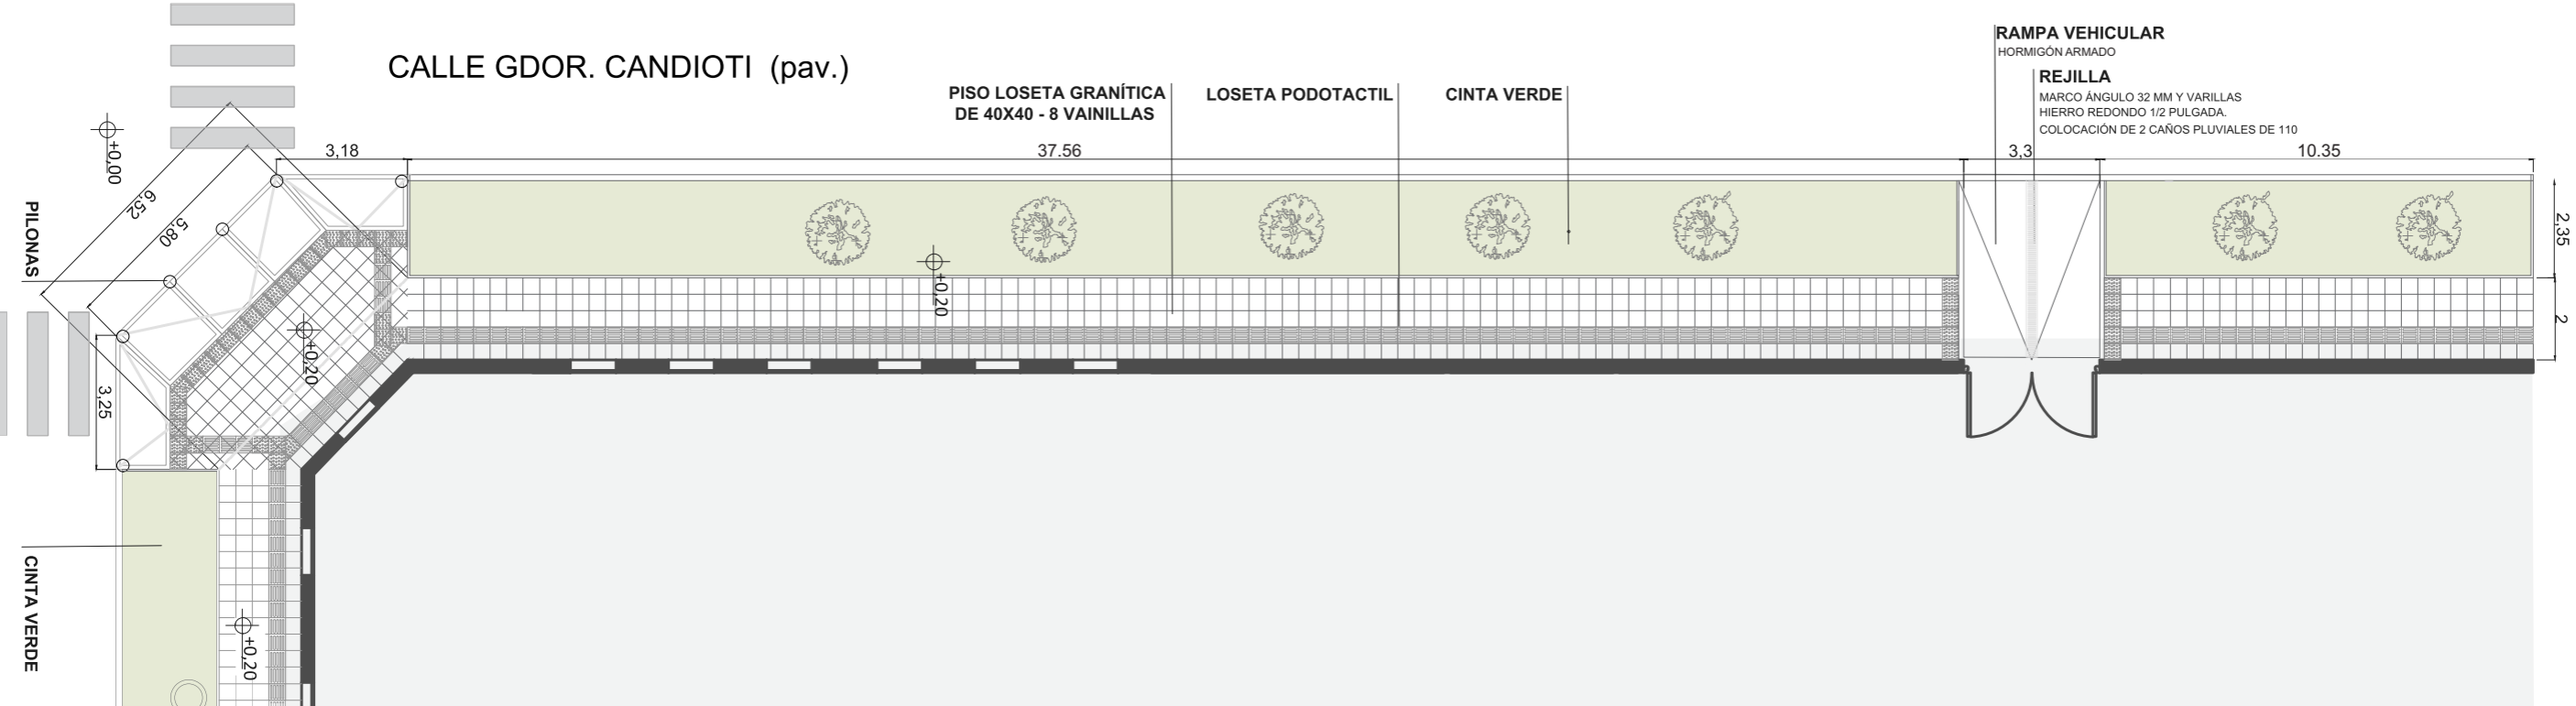 CALLE GDOR. CANDIOTI (pav.)
RAMPA VEHICULAR
HORMIGÓN ARMADO
REJILLA
MARCO ÁNGULO 32 MM Y VARILLAS
HIERRO REDONDO 1/2 PULGADA.
COLOCACIÓN DE 2 CAÑOS PLUVIALES DE 110
PISO LOSETA GRANÍTICA
DE 40X40 - 8 VAINILLAS
LOSETA PODOTACTIL
CINTA VERDE
3,18
37.56
3,3
10.35
+0,00
6,52
5,80
PILONAS
2,35
2
+0,20
+0,20
3,25
CINTA VERDE
+0,20